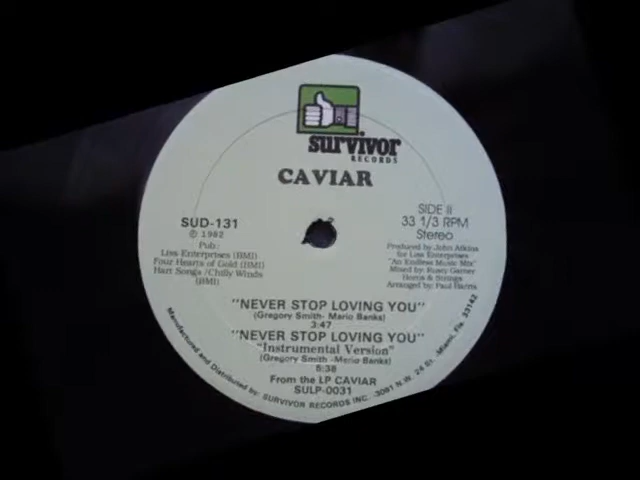 survivor
RECORDS
CAVIAR
SUD-131
℗ 1982
Pub:
Liss Enterprises (BMI)
Four Hearts of Gold (BMI)
Harr Songs /Chilly Winds
(BMI)
SIDE II
33 1/3 RPM
Stereo
Produced by John Atkins
for Liss Enterprises
"An Endless Music Mix"
Mixed by: Rusty Garner
Horns & Strings
Arranged by: Paul Harris
"NEVER STOP LOVING YOU"
(Gregory Smith- Mario Banks)
3:47
"NEVER STOP LOVING YOU"
"Instrumental Version"
(Gregory Smith -Mario Banks)
5:38
From the LP CAVIAR
SULP-0031
Manufactured and Distributed by: SURVIVOR RECORDS INC. -3091 N.W. 24 St. -Miami, Fla. 33142